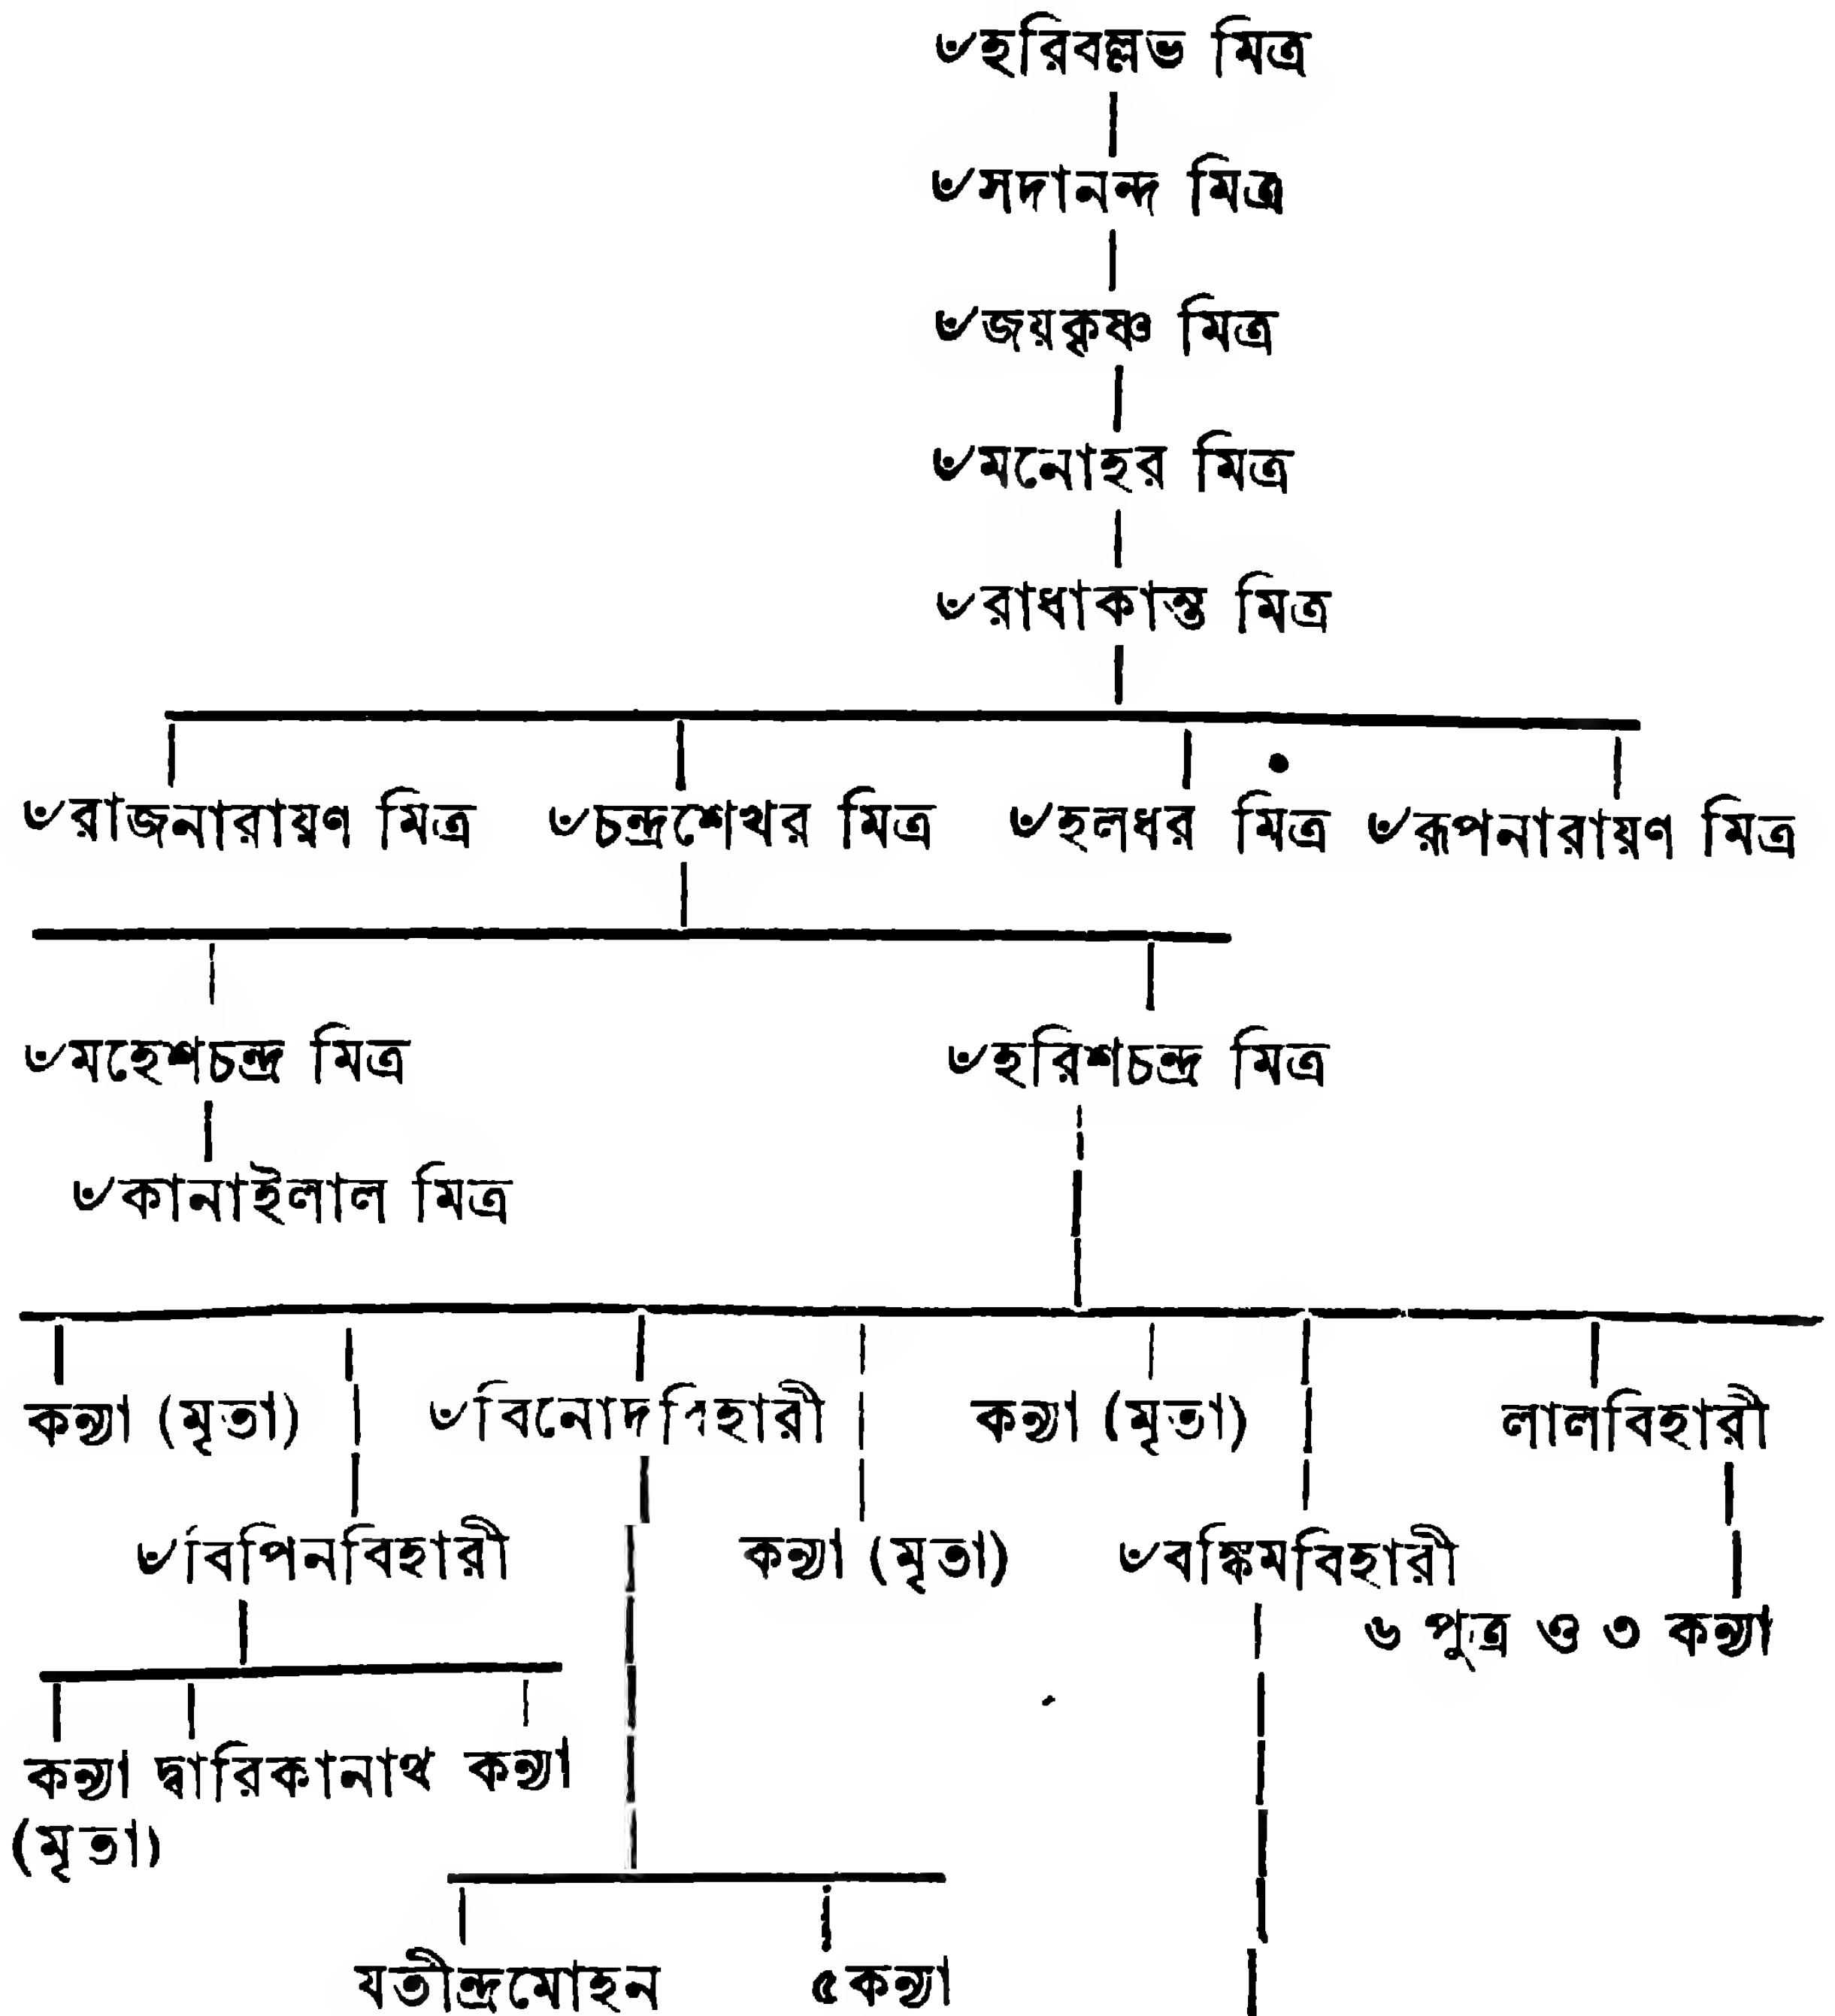 ৺হরিবল্লভ মিত্র
৺সদানন্দ মিত্র
৺জয়কৃষ্ণ মিত্র
৺মনোহর মিত্র
৺রাধাকান্ত মিত্র
৺রাজনারায়ণ মিত্র ৺চন্দ্রশেখর মিত্র ৺হলধর মিত্র ৺রূপনারায়ণ মিত্র
৺মহেশচন্দ্র মিত্র ৺হরিশচন্দ্র মিত্র
৺কানাইলাল মিত্র
কন্যা (মৃতা) ৺বিনোদবিহারী কন্যা (মৃতা) লালবিহারী
৺বিপিনবিহারী কন্যা (মৃতা) ৺বঙ্কিমবিহারী
৬ পুত্র ও ৩ কন্যা
কন্যা দ্বারিকানাথ কন্যা
(মৃতা)
যতীন্দ্রমোহন ৫কন্যা